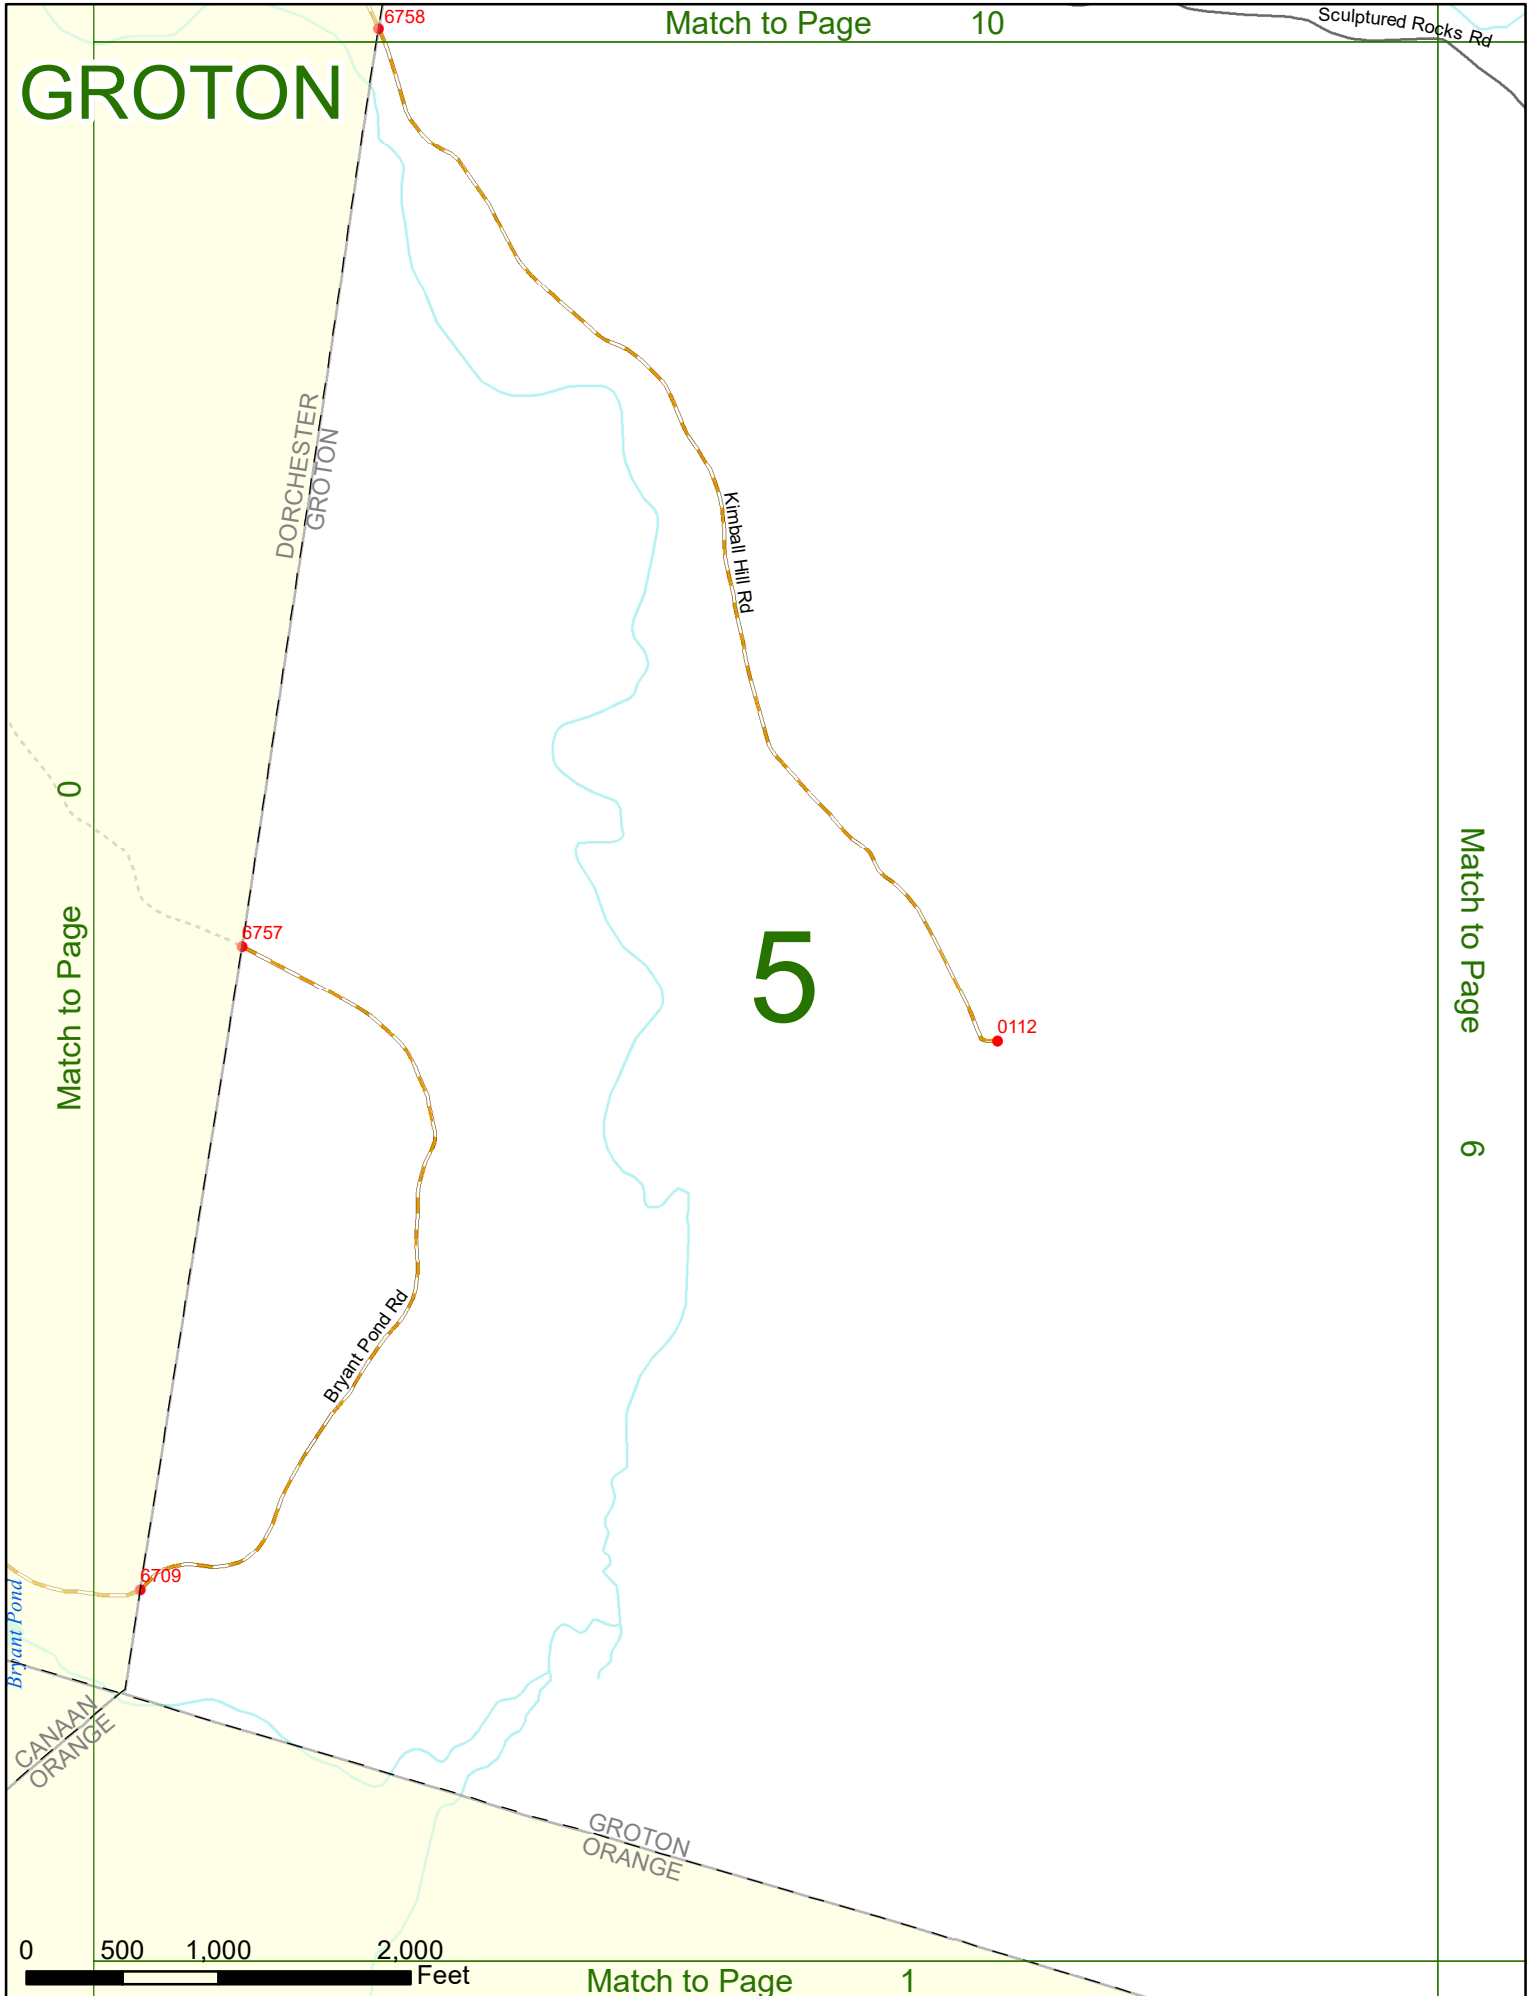 6758
Match to Page 10
Sculptured Rocks Rd
GROTON
DORCHESTER
GROTON
Kimball Hill Rd
Match to Page 0
Match to Page 6
6757
5
0112
Bryant Pond Rd
6709
Bryant Pond
CANAAN
ORANGE
GROTON
ORANGE
0 500 1,000 2,000
Feet
Match to Page 1